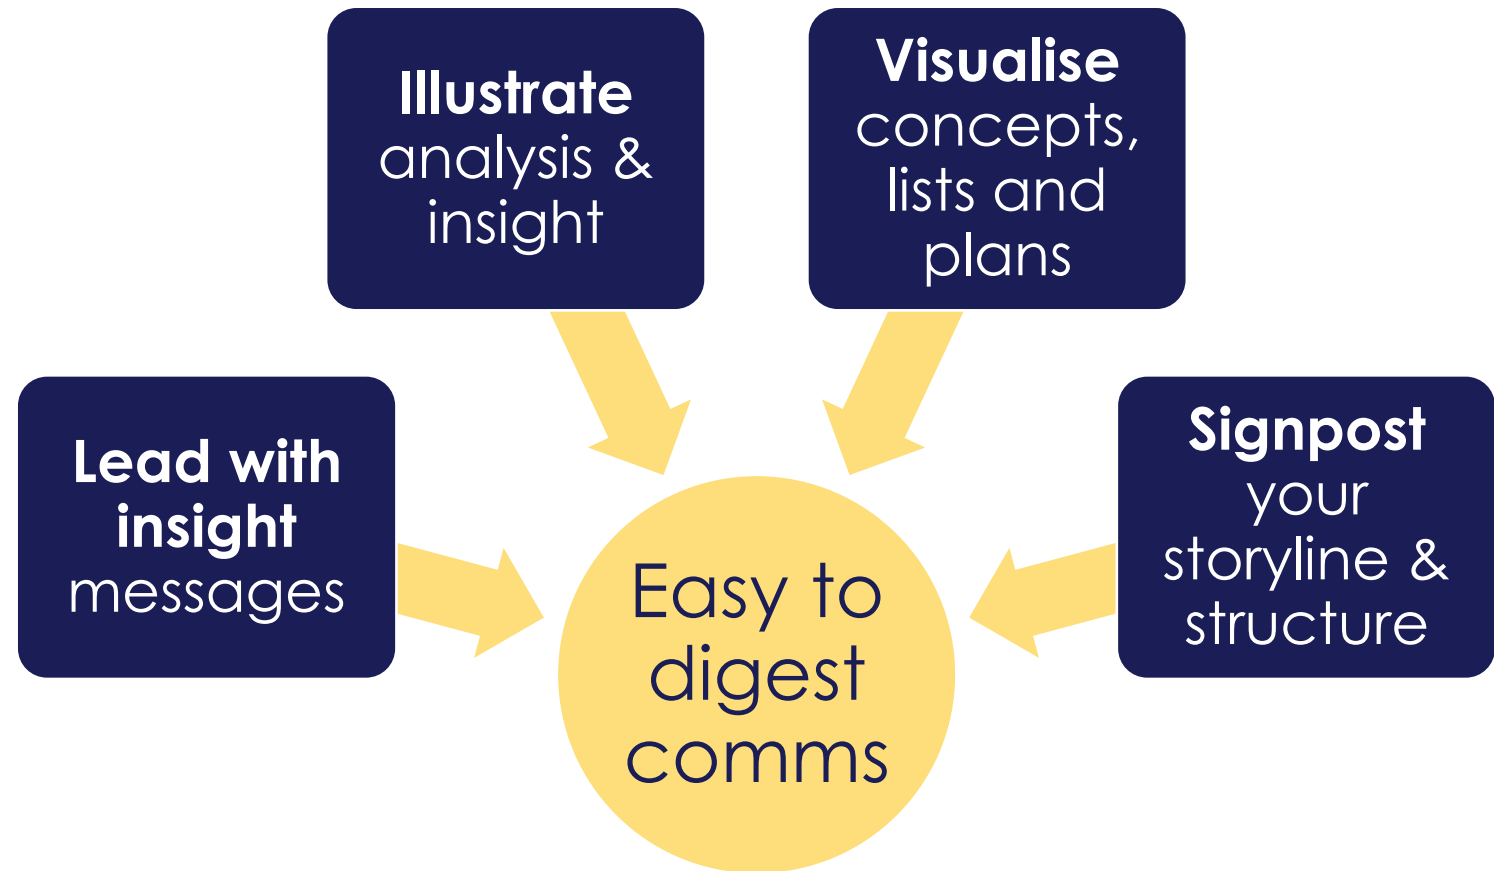 Illustrate
analysis &
insight
Visualise
concepts,
lists and
plans
Lead with
insight
messages
Signpost
your
storyline &
structure
Easy to
digest
comms